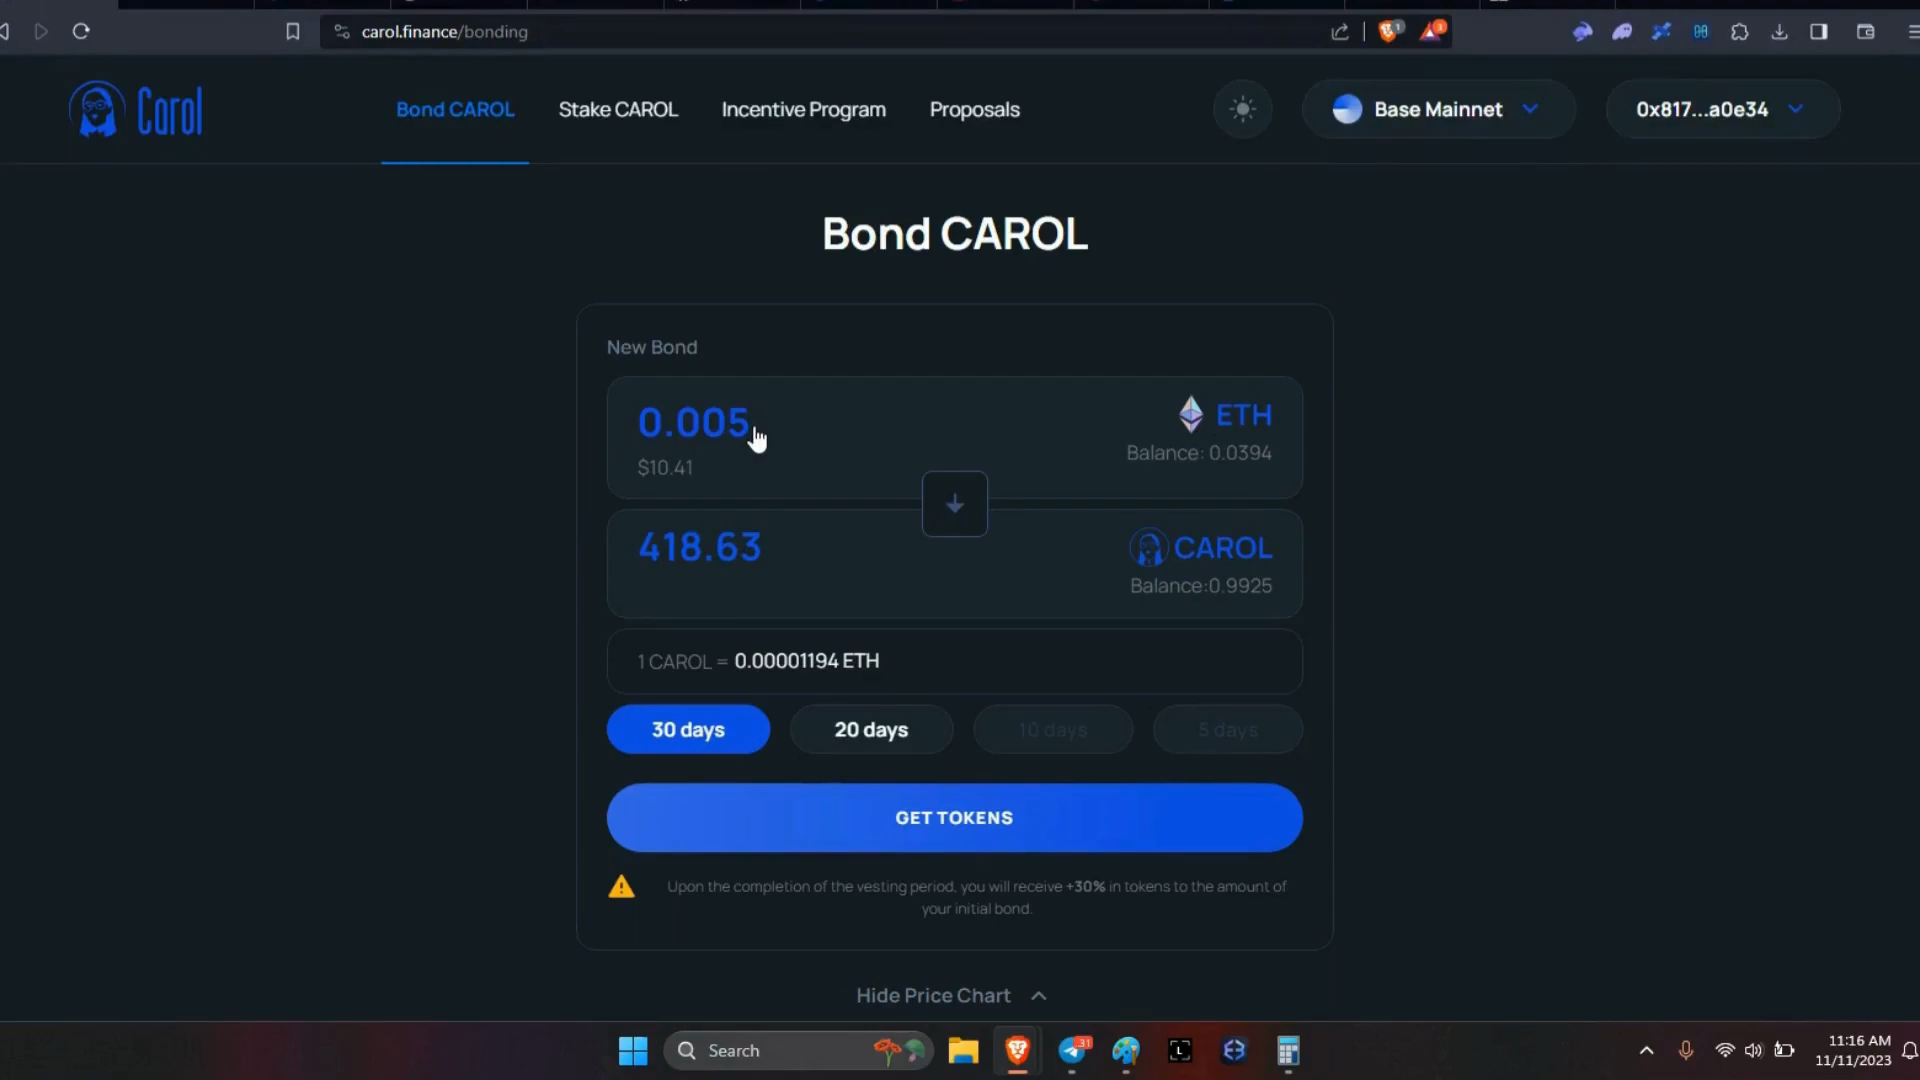 carol.finance/bonding
1
3
Carol
Bond CAROL
Stake CAROL
Incentive Program
Proposals
Base Mainnet
0x817...a0e34
Bond CAROL
New Bond
0.005
ETH
$10.41
Balance: 0.0394
418.63
CAROL
Balance:0.9925
1 CAROL = 0.00001194 ETH
30 days
20 days
10 days
5 days
GET TOKENS
Upon the completion of the vesting period, you will receive +30% in tokens to the amount of
your initial bond.
Hide Price Chart
Search
31
L
11:16 AM
11/11/2023